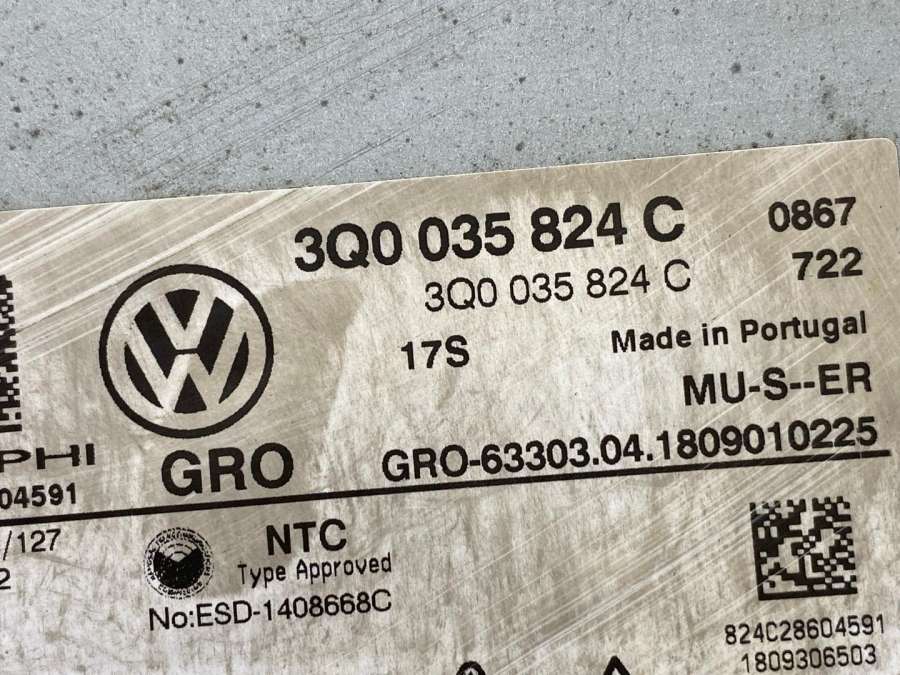 3Q0 035 824 C 0867
3Q0 035 824 C 722
17S Made in Portugal
MU-S--ER
GRO GRO-63303.04.1809010225
PHI
04591
/127
2
NTC
Type Approved
No:ESD-1408668C
824C28604591
1809306503